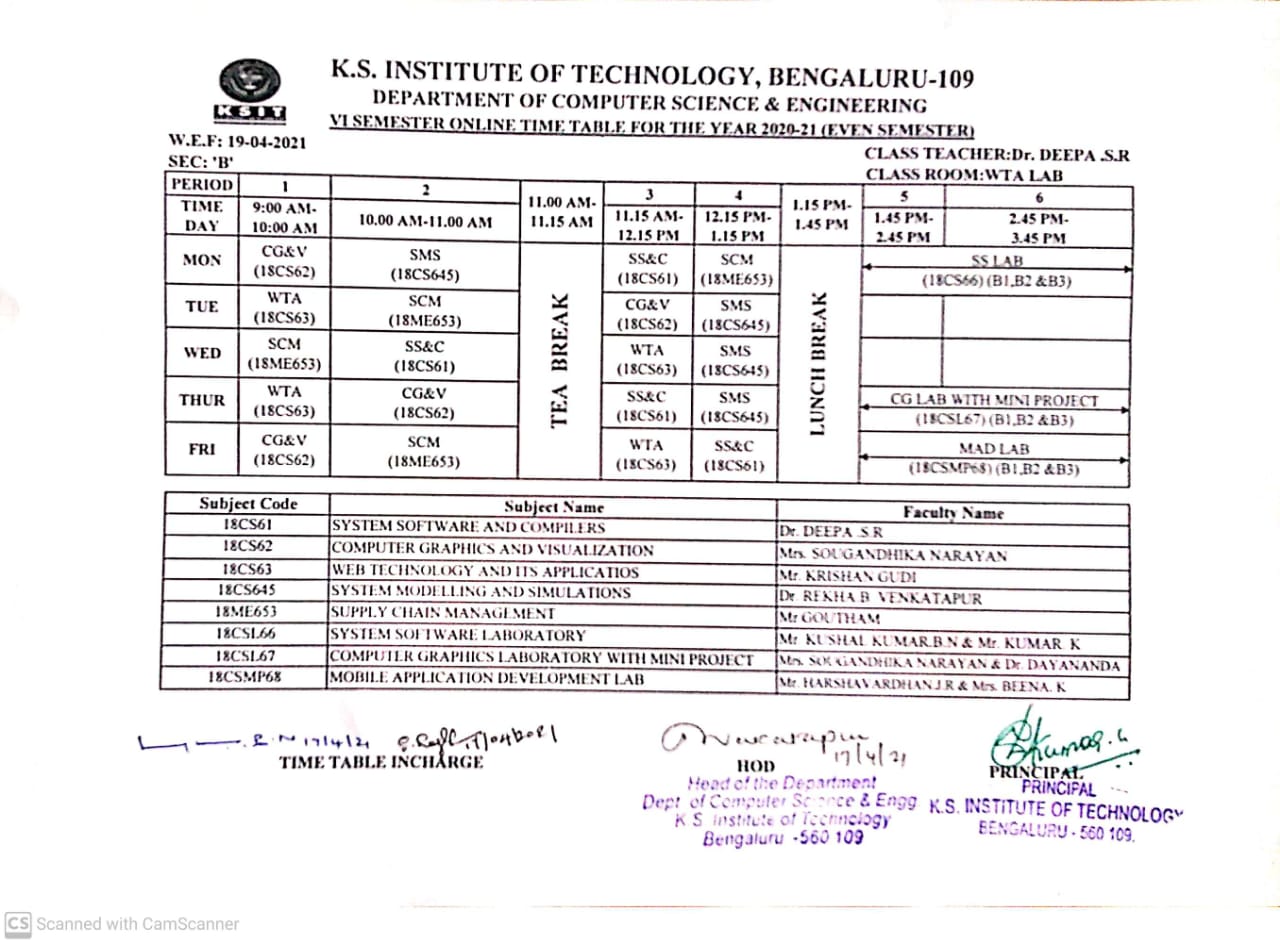 KSIT
K.S. INSTITUTE OF TECHNOLOGY, BENGALURU-109
DEPARTMENT OF COMPUTER SCIENCE & ENGINEERING
VI SEMESTER ONLINE TIME TABLE FOR THE YEAR 2020-21 (EVEN SEMESTER)
W.E.F: 19-04-2021
SEC: 'B'
CLASS TEACHER:Dr. DEEPA .S.R
CLASS ROOM:WTA LAB
PERIOD 1 2 11.00 AM-11.15 AM 3 4 1.15 PM-1.45 PM 5 6
TIME DAY 9:00 AM-10:00 AM 10.00 AM-11.00 AM 11.15 AM-12.15 PM 12.15 PM-1.15 PM 1.45 PM-2.45 PM 2.45 PM-3.45 PM
TEA BREAK
LUNCH BREAK
MON CG&V SMS SS&C SCM SS LAB
(18CS62) (18CS645) (18CS61) (18ME653) (18CS66) (B1,B2 &B3)
TUE WTA SCM CG&V SMS
(18CS63) (18ME653) (18CS62) (18CS645)
WED SCM SS&C WTA SMS
(18ME653) (18CS61) (18CS63) (18CS645)
THUR WTA CG&V SS&C SMS CG LAB WITH MINI PROJECT
(18CS63) (18CS62) (18CS61) (18CS645) (18CSL67) (B1,B2 &B3)
FRI CG&V SCM WTA SS&C MAD LAB
(18CS62) (18ME653) (18CS63) (18CS61) (18CSMP68) (B1,B2 &B3)
Subject Code Subject Name Faculty Name
18CS61 SYSTEM SOFTWARE AND COMPILERS Dr. DEEPA .S.R
18CS62 COMPUTER GRAPHICS AND VISUALIZATION Mrs. SOUGANDHIKA NARAYAN
18CS63 WEB TECHNOLOGY AND ITS APPLICATIOS Mr. KRISHAN GUDI
18CS645 SYSTEM MODELLING AND SIMULATIONS Dr. REKHA B. VENKATAPUR
18ME653 SUPPLY CHAIN MANAGEMENT Mr GOUTHAM
18CSL66 SYSTEM SOFTWARE LABORATORY Mr. KUSHAL KUMAR.B.N & Mr. KUMAR. K
18CSL67 COMPUTER GRAPHICS LABORATORY WITH MINI PROJECT Mrs. SOUGANDHIKA NARAYAN & Dr. DAYANANDA
18CSMP68 MOBILE APPLICATION DEVELOPMENT LAB Mr. HARSHAVARDHAN.J.R & Mrs. BEENA. K
17/4/21
17/4/21
TIME TABLE INCHARGE
HOD
PRINCIPAL
Head of the Department
Dept. of Computer Science & Engg
K.S. Institute of Technology
Bengaluru -560 109
PRINCIPAL
K.S. INSTITUTE OF TECHNOLOGY
BENGALURU - 560 109.
CS Scanned with CamScanner